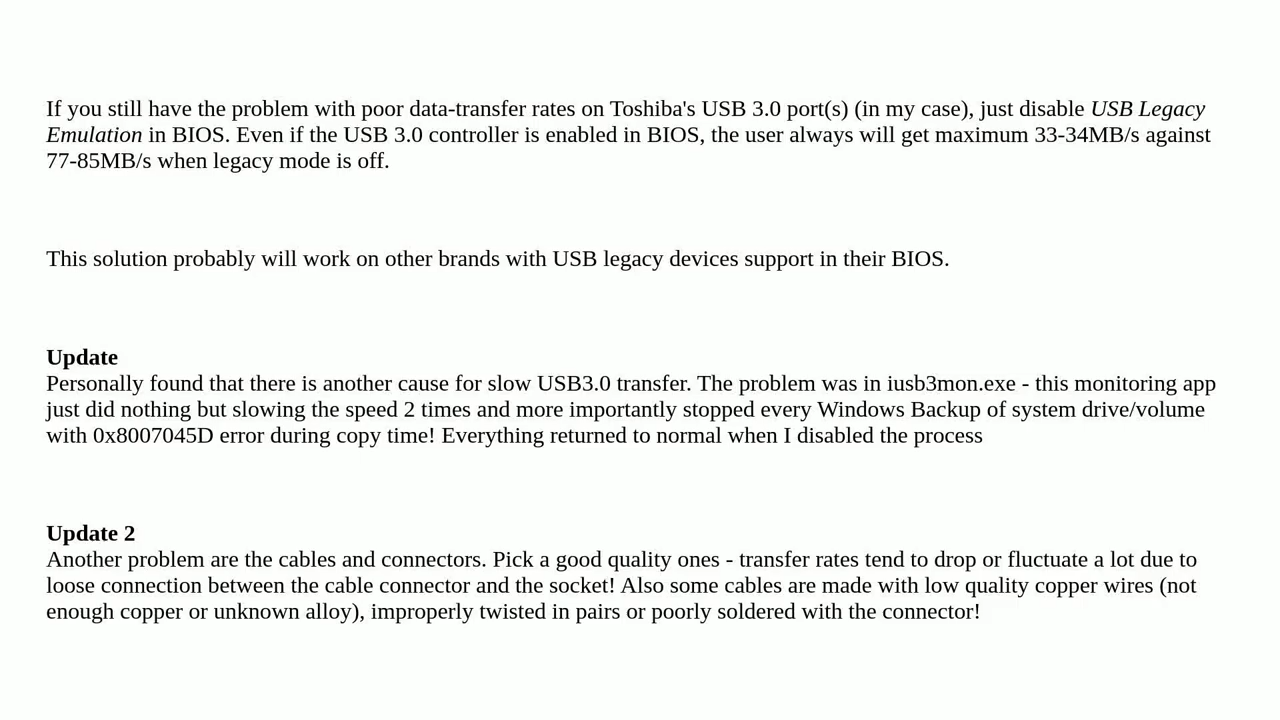 If you still have the problem with poor data-transfer rates on Toshiba's USB 3.0 port(s) (in my case), just disable USB Legacy
Emulation in BIOS. Even if the USB 3.0 controller is enabled in BIOS, the user always will get maximum 33-34MB/s against
77-85MB/s when legacy mode is off.
This solution probably will work on other brands with USB legacy devices support in their BIOS.
Update
Personally found that there is another cause for slow USB3.0 transfer. The problem was in iusb3mon.exe - this monitoring app
just did nothing but slowing the speed 2 times and more importantly stopped every Windows Backup of system drive/volume
with 0x8007045D error during copy time! Everything returned to normal when I disabled the process
Update 2
Another problem are the cables and connectors. Pick a good quality ones - transfer rates tend to drop or fluctuate a lot due to
loose connection between the cable connector and the socket! Also some cables are made with low quality copper wires (not
enough copper or unknown alloy), improperly twisted in pairs or poorly soldered with the connector!